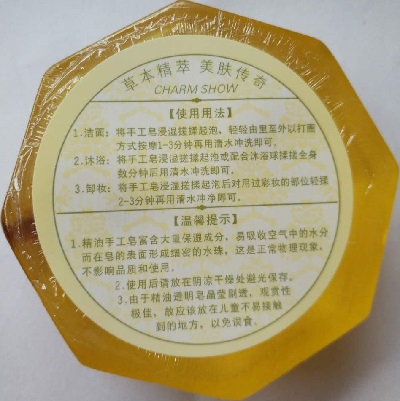 草本精萃 美肤传奇
CHARM SHOW
【使用用法】
1.洁面：将手工皂浸湿搓揉起泡，轻轻由里至外以打圈
方式按摩1-3分钟再用清水冲洗即可。
2.沐浴：将手工皂浸湿搓揉起泡或配合沐浴球搓揉全身
数分钟后用清水冲洗即可。
3.卸妆：将手工皂浸湿搓揉起泡后对用过彩妆的部位轻揉
2-3分钟再用清水冲净即可。
【温馨提示】
1.精油手工皂富含大量保湿成分，易吸收空气中的水分
而在皂的表面形成细密的水珠，这是正常物理现象，
不影响品质和使用.
2.使用后请放在阴凉干燥处避光保存。
3.由于精油透明皂晶莹剔透，观赏性
极佳，故应该放在儿童不易接触
到的地方，以免误食.